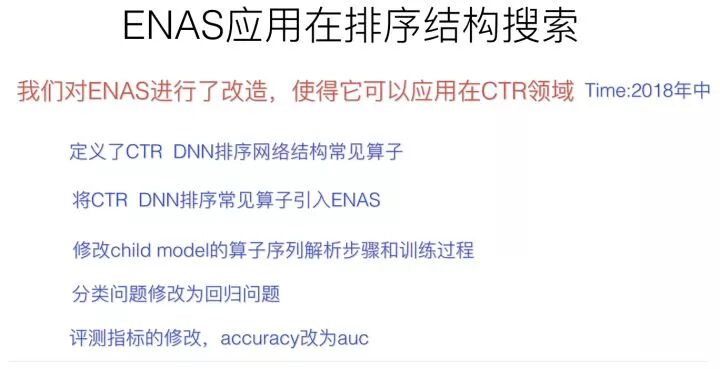 ENAS应用在排序结构搜索
我们对ENAS进行了改造，使得它可以应用在CTR领域 Time:2018年中
定义了CTR DNN排序网络结构常见算子
将CTR DNN排序常见算子引入ENAS
修改child model的算子序列解析步骤和训练过程
分类问题修改为回归问题
评测指标的修改，accuracy改为auc